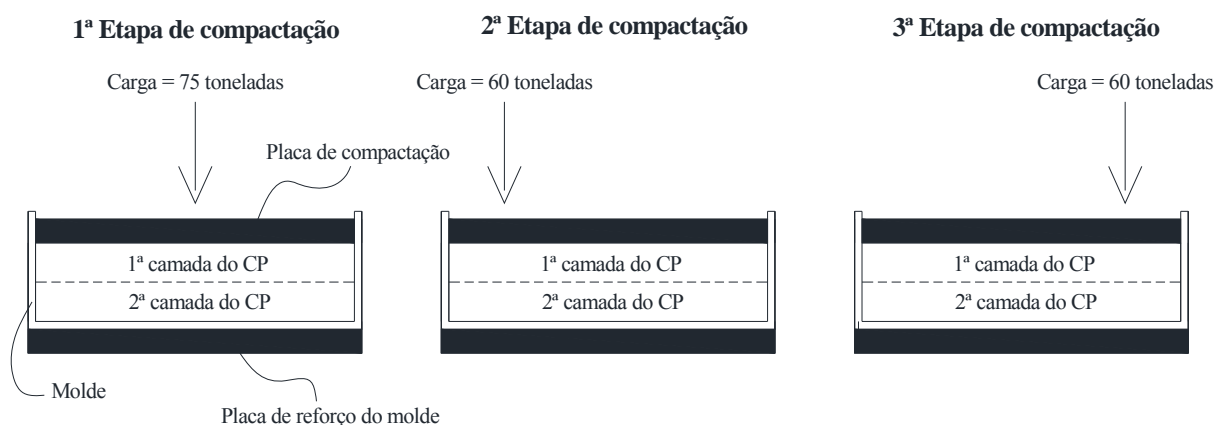 1ª Etapa de compactação
2ª Etapa de compactação
3ª Etapa de compactação
Carga = 75 toneladas
Carga = 60 toneladas
Carga = 60 toneladas
Placa de compactação
1ª camada do CP
2ª camada do CP
1ª camada do CP
2ª camada do CP
1ª camada do CP
2ª camada do CP
Molde
Placa de reforço do molde